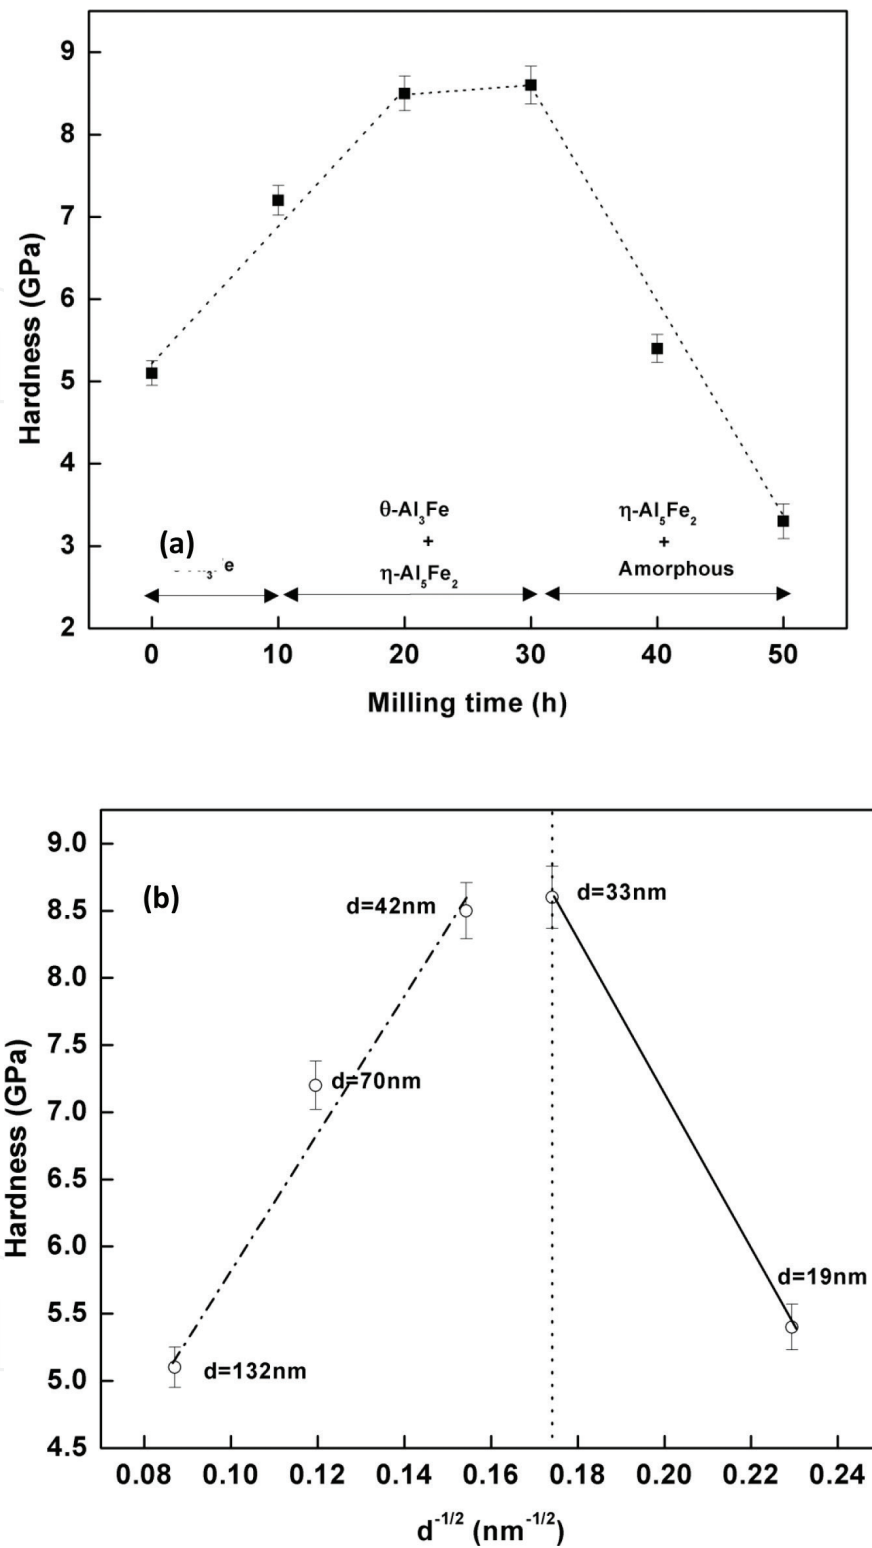 9
8
7
6
5
4
3
2
Hardness (GPa)
(a)
θ-Al₃Fe
+
η-Al₅Fe₂
η-Al₅Fe₂
+
Amorphous
0 10 20 30 40 50
Milling time (h)
9.0
8.5
8.0
7.5
7.0
6.5
6.0
5.5
5.0
4.5
Hardness (GPa)
(b)
d=42nm
d=33nm
d=70nm
d=19nm
d=132nm
0.08 0.10 0.12 0.14 0.16 0.18 0.20 0.22 0.24
d⁻¹/² (nm⁻¹/²)